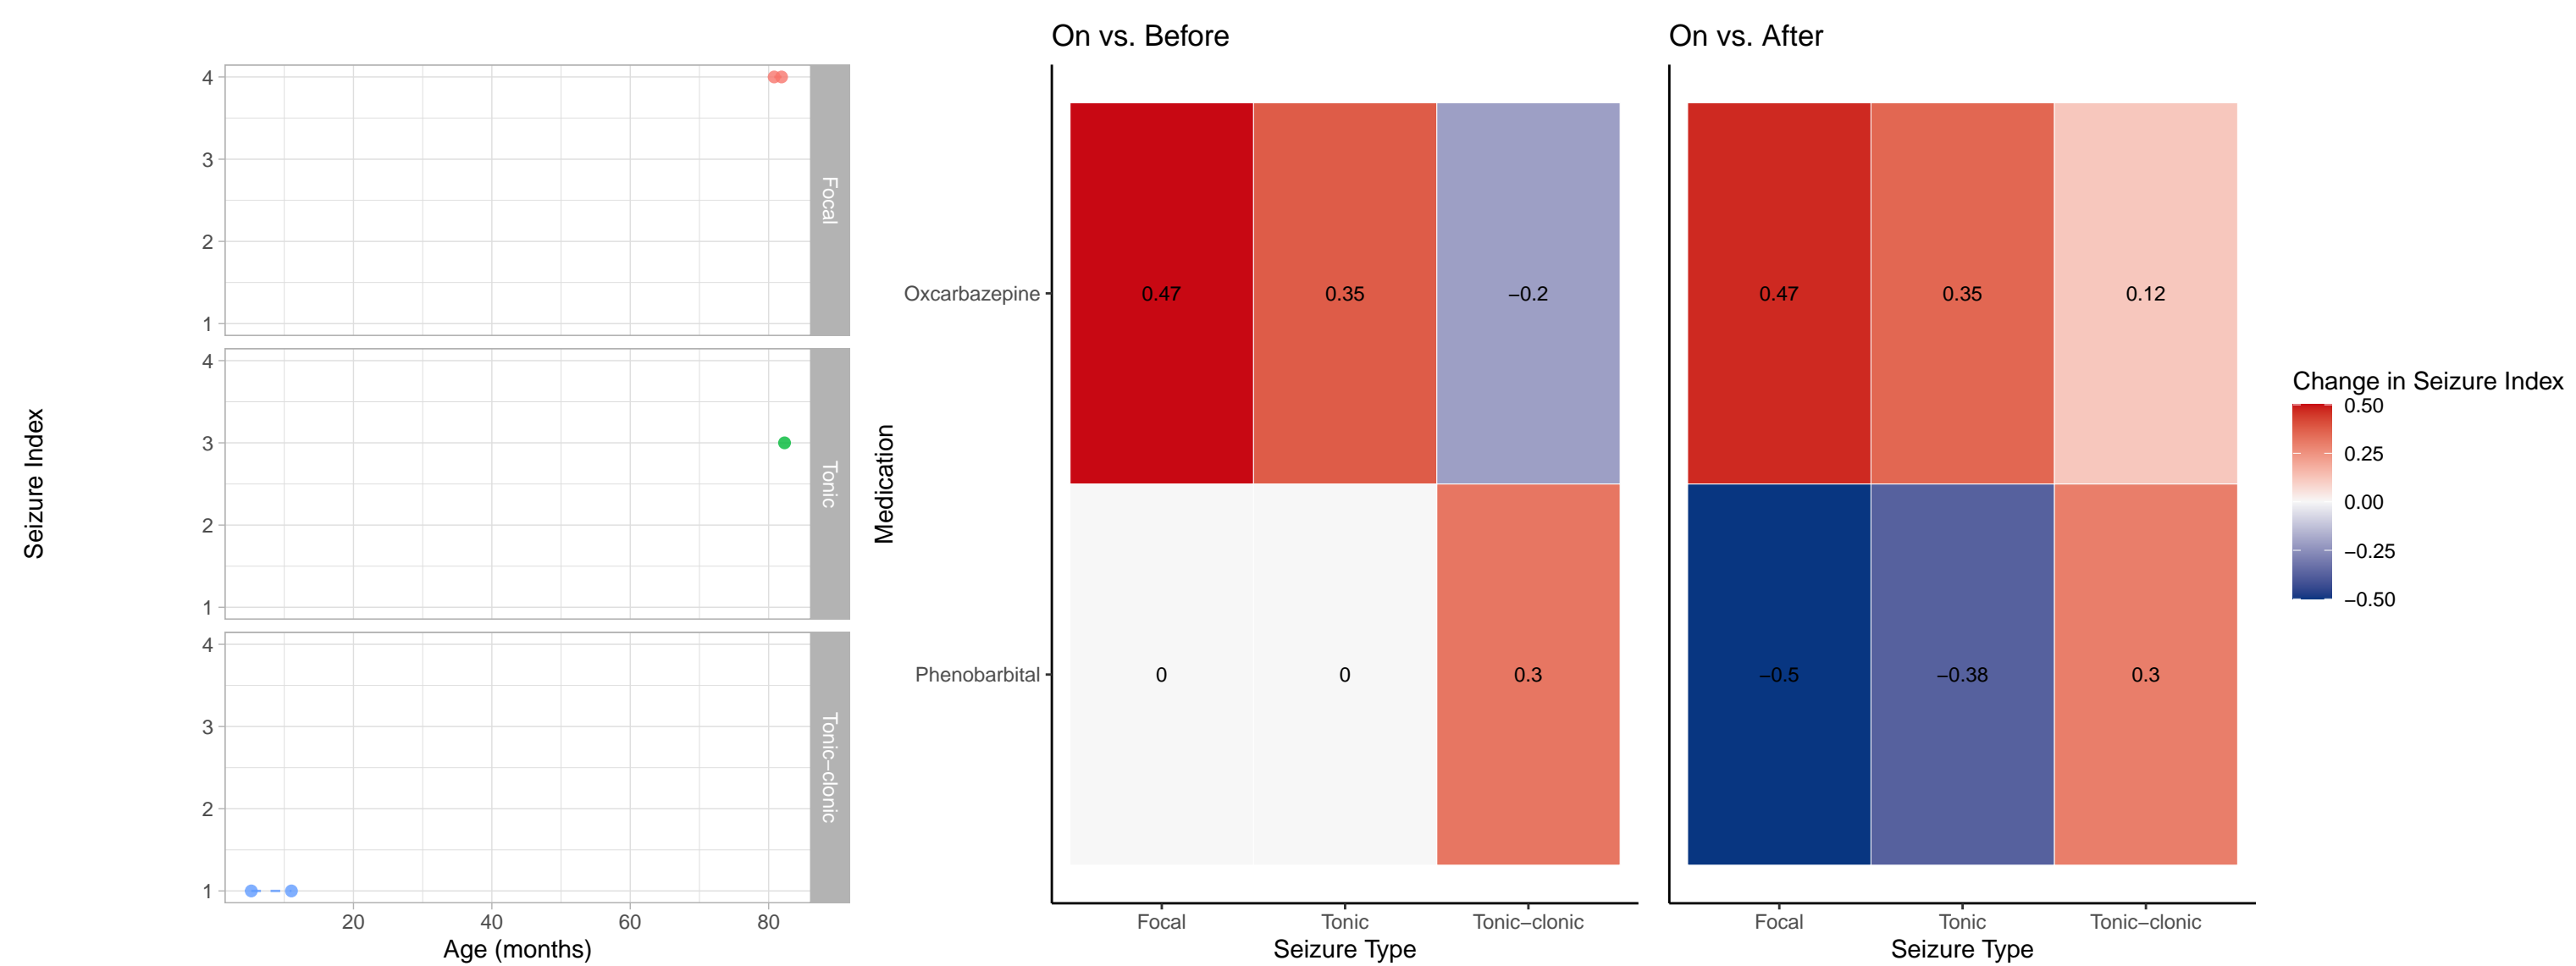 Seizure Index
4
3
2
1
Focal
4
3
2
1
Tonic
4
3
2
1
Tonic−clonic
20 40 60 80
Age (months)
On vs. Before
Medication
Oxcarbazepine
0.47 0.35 −0.2
Phenobarbital
0 0 0.3
Focal Tonic Tonic−clonic
Seizure Type
On vs. After
0.47 0.35 0.12
−0.5 −0.38 0.3
Focal Tonic Tonic−clonic
Seizure Type
Change in Seizure Index
0.50
0.25
0.00
−0.25
−0.50